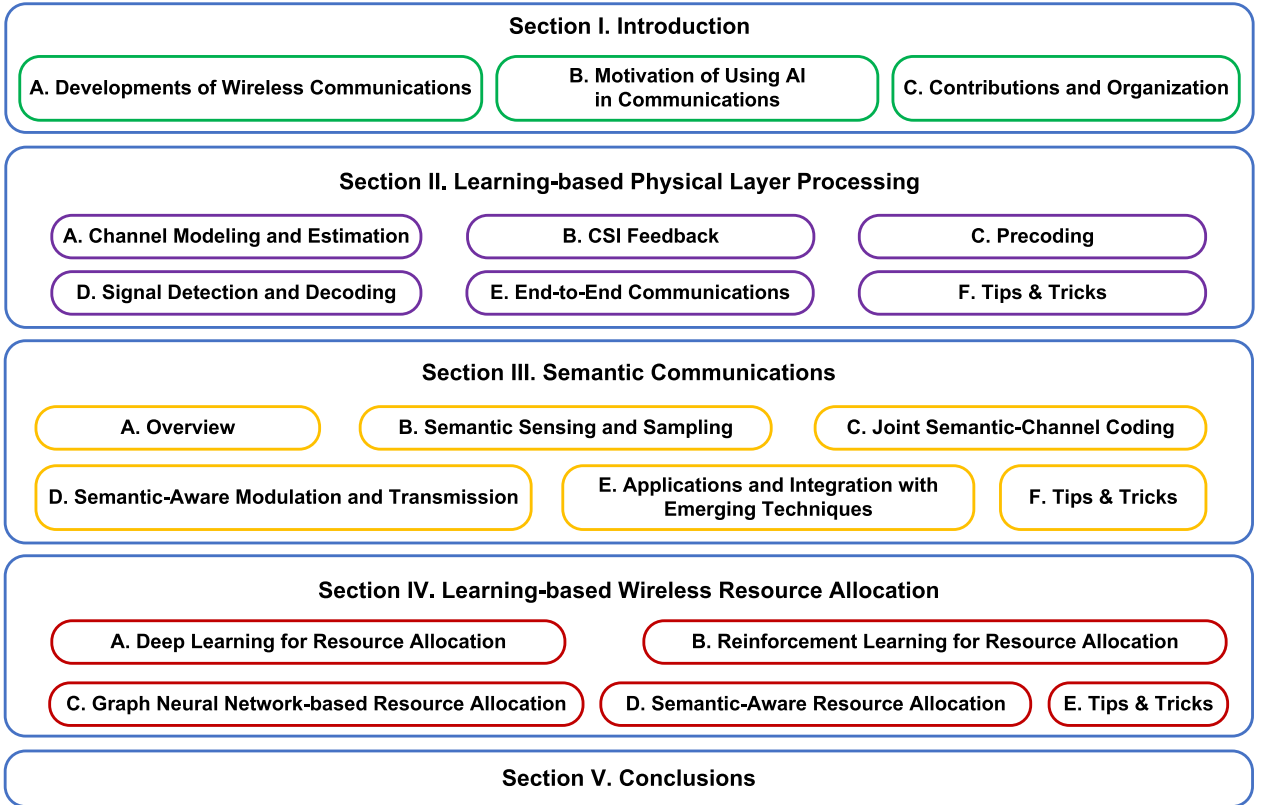 Section I. Introduction
A. Developments of Wireless Communications
B. Motivation of Using AI
in Communications
C. Contributions and Organization
Section II. Learning-based Physical Layer Processing
A. Channel Modeling and Estimation
B. CSI Feedback
C. Precoding
D. Signal Detection and Decoding
E. End-to-End Communications
F. Tips & Tricks
Section III. Semantic Communications
A. Overview
B. Semantic Sensing and Sampling
C. Joint Semantic-Channel Coding
D. Semantic-Aware Modulation and Transmission
E. Applications and Integration with
Emerging Techniques
F. Tips & Tricks
Section IV. Learning-based Wireless Resource Allocation
A. Deep Learning for Resource Allocation
B. Reinforcement Learning for Resource Allocation
C. Graph Neural Network-based Resource Allocation
D. Semantic-Aware Resource Allocation
E. Tips & Tricks
Section V. Conclusions